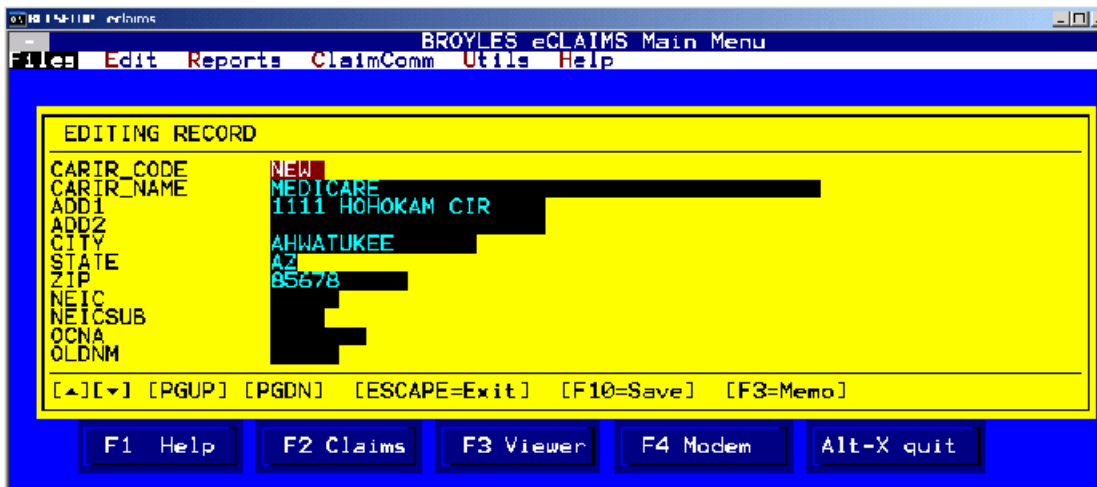 eclaims
BROYLES eCLAIMS Main Menu
Files Edit Reports ClaimComm Utils Help
EDITING RECORD
CARIR_CODE NEW
CARIR_NAME MEDICARE
ADD1 1111 HOHOKAM CIR
ADD2
CITY AHWATUKEE
STATE AZ
ZIP 85678
NEIC
NEICSUB
OCNA
OLDNM
[▲][▼] [PGUP] [PGDN] [ESCAPE=Exit] [F10=Save] [F3=Memo]
F1 Help F2 Claims F3 Viewer F4 Modem Alt-X quit